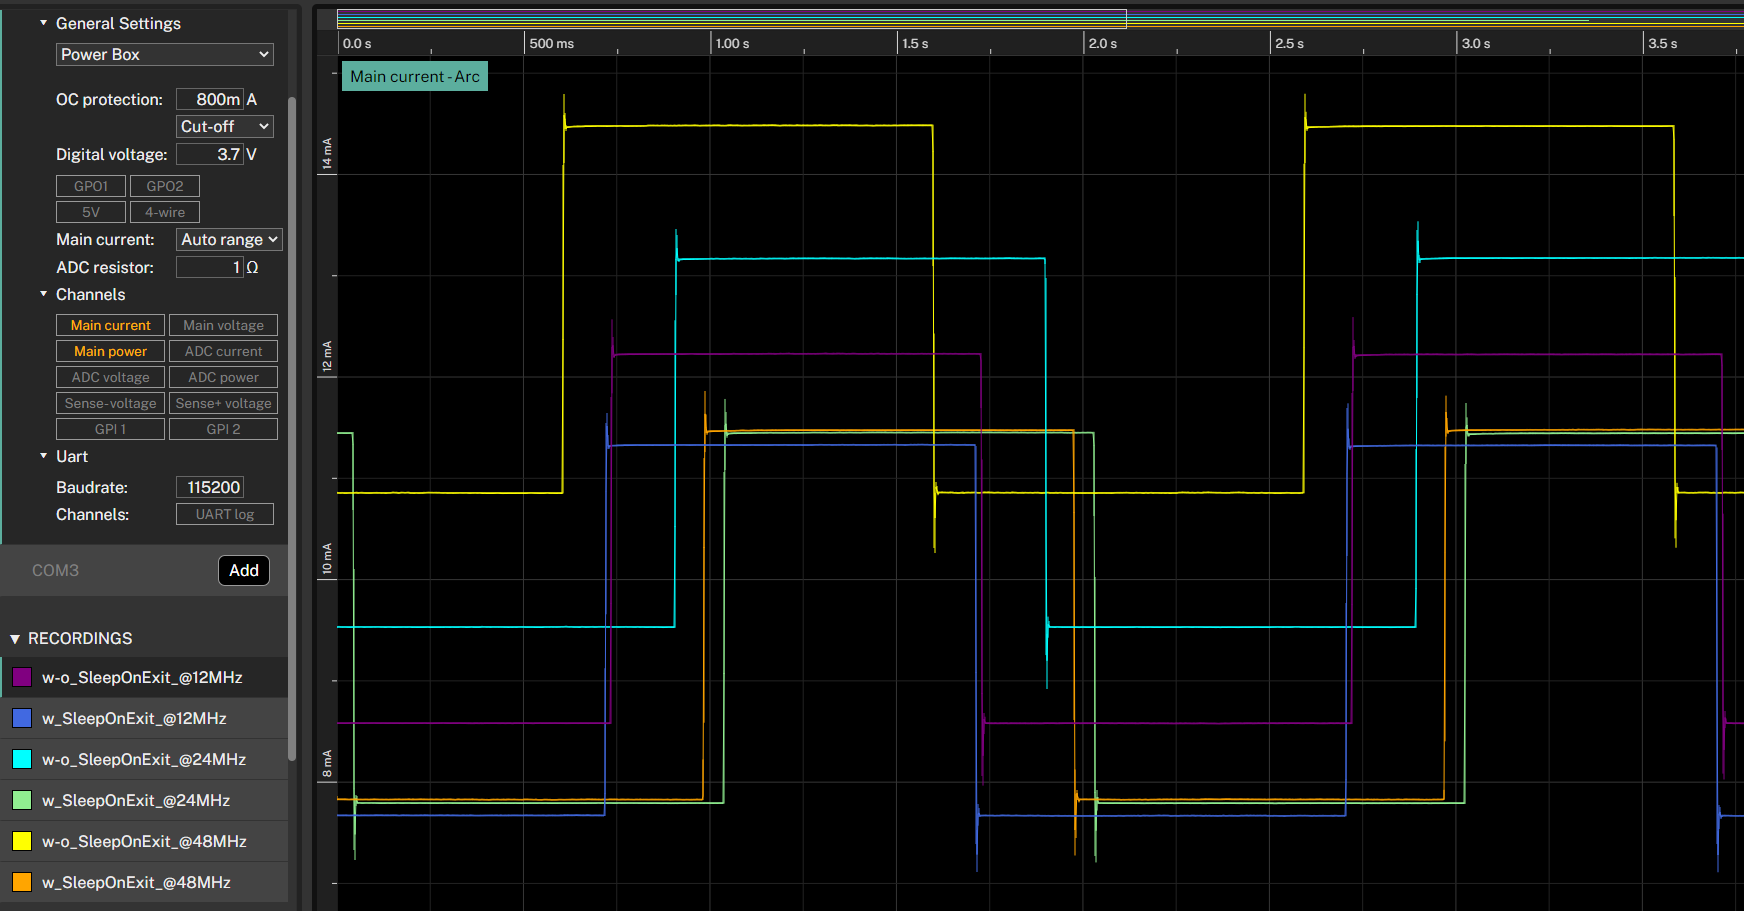 General Settings
Power Box
OC protection: 800m A
Cut-off
Digital voltage: 3.7 V
GPO1 GPO2
5V 4-wire
Main current: Auto range
ADC resistor: 1 Ω
Channels
Main current Main voltage
Main power ADC current
ADC voltage ADC power
Sense- voltage Sense+ voltage
GPI 1 GPI 2
Uart
Baudrate: 115200
Channels: UART log
COM3 Add
RECORDINGS
w-o_SleepOnExit_@12MHz
w_SleepOnExit_@12MHz
w-o_SleepOnExit_@24MHz
w_SleepOnExit_@24MHz
w-o_SleepOnExit_@48MHz
w_SleepOnExit_@48MHz
0.0 s 500 ms 1.00 s 1.5 s 2.0 s 2.5 s 3.0 s 3.5 s
Main current - Arc
14 mA
12 mA
10 mA
8 mA